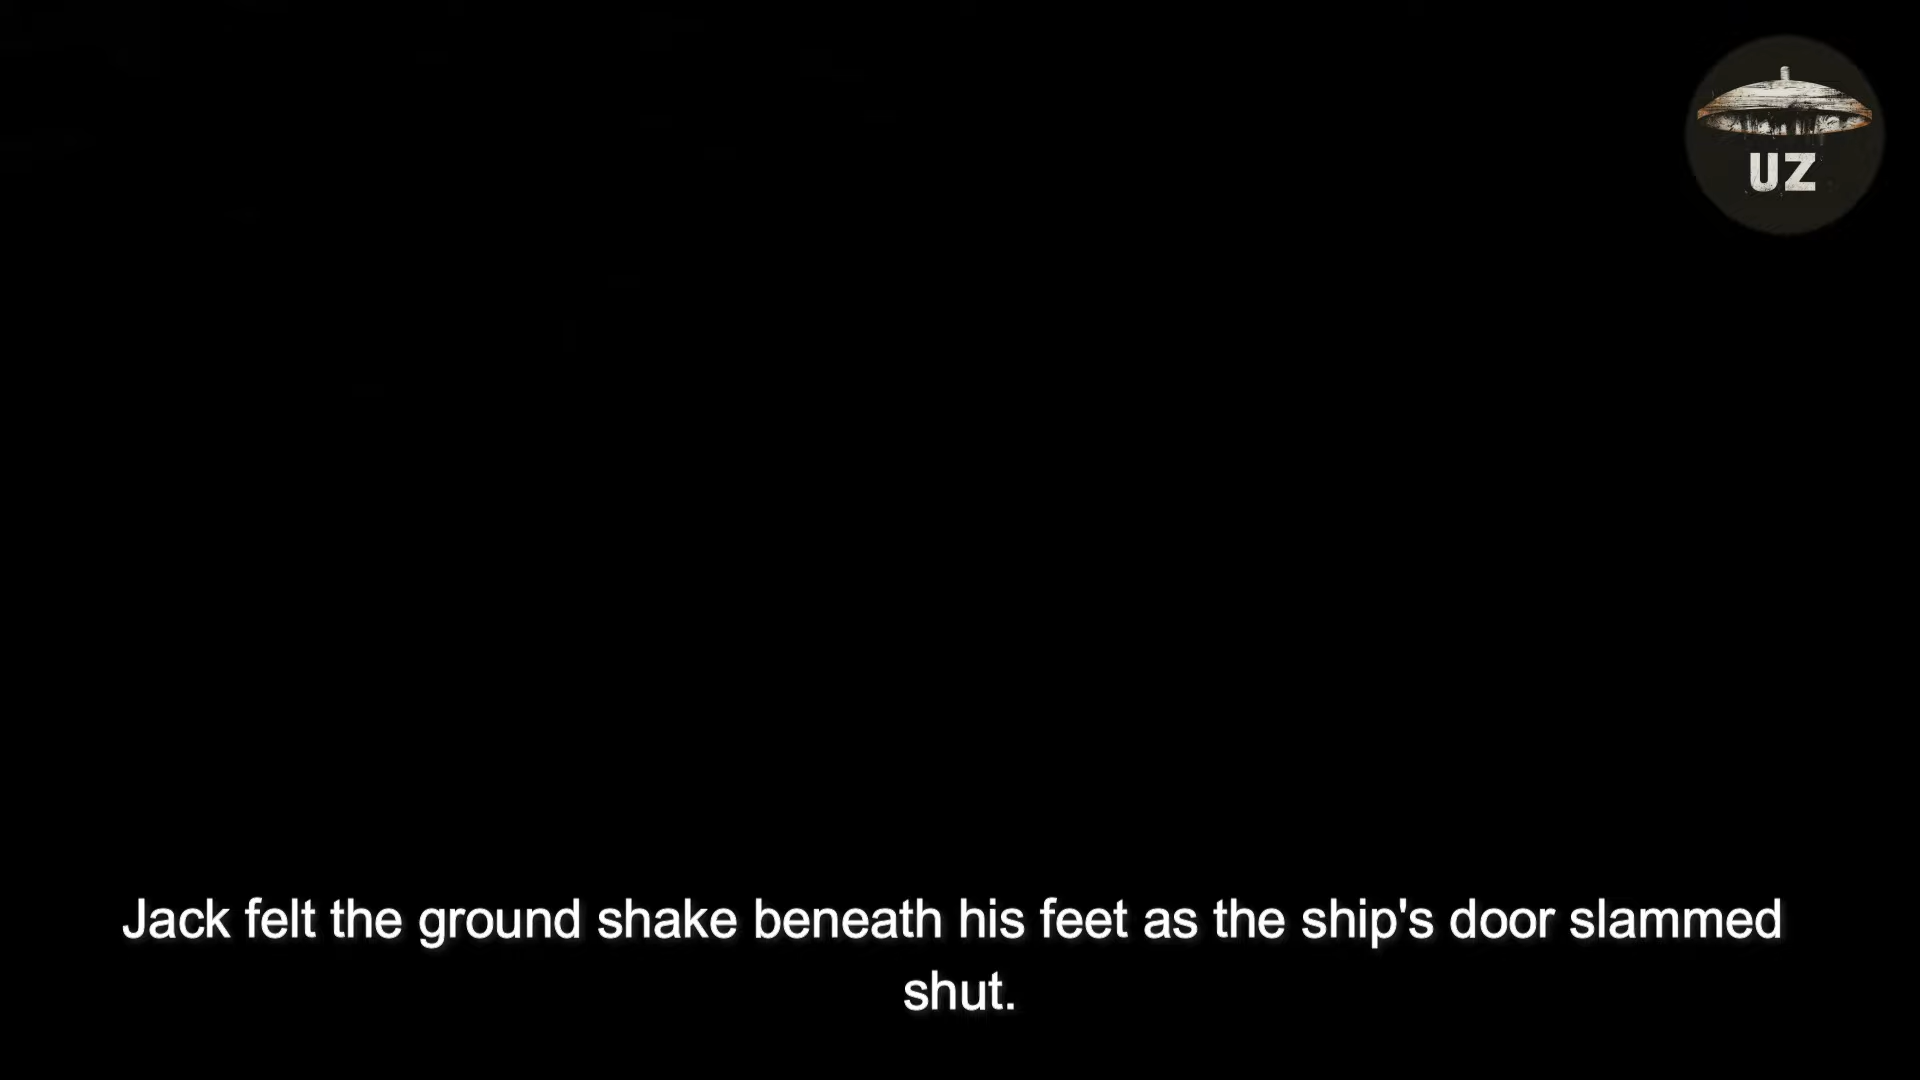 UZ
Jack felt the ground shake beneath his feet as the ship's door slammed
shut.